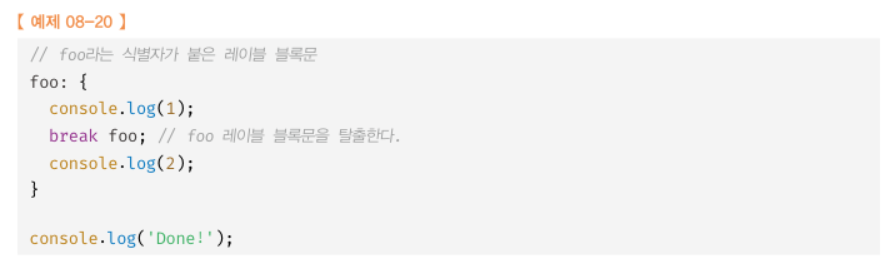 【 예제 08-20 】
// foo라는 식별자가 붙은 레이블 블록문
foo: {
  console.log(1);
  break foo; // foo 레이블 블록문을 탈출한다.
  console.log(2);
}
console.log('Done!');